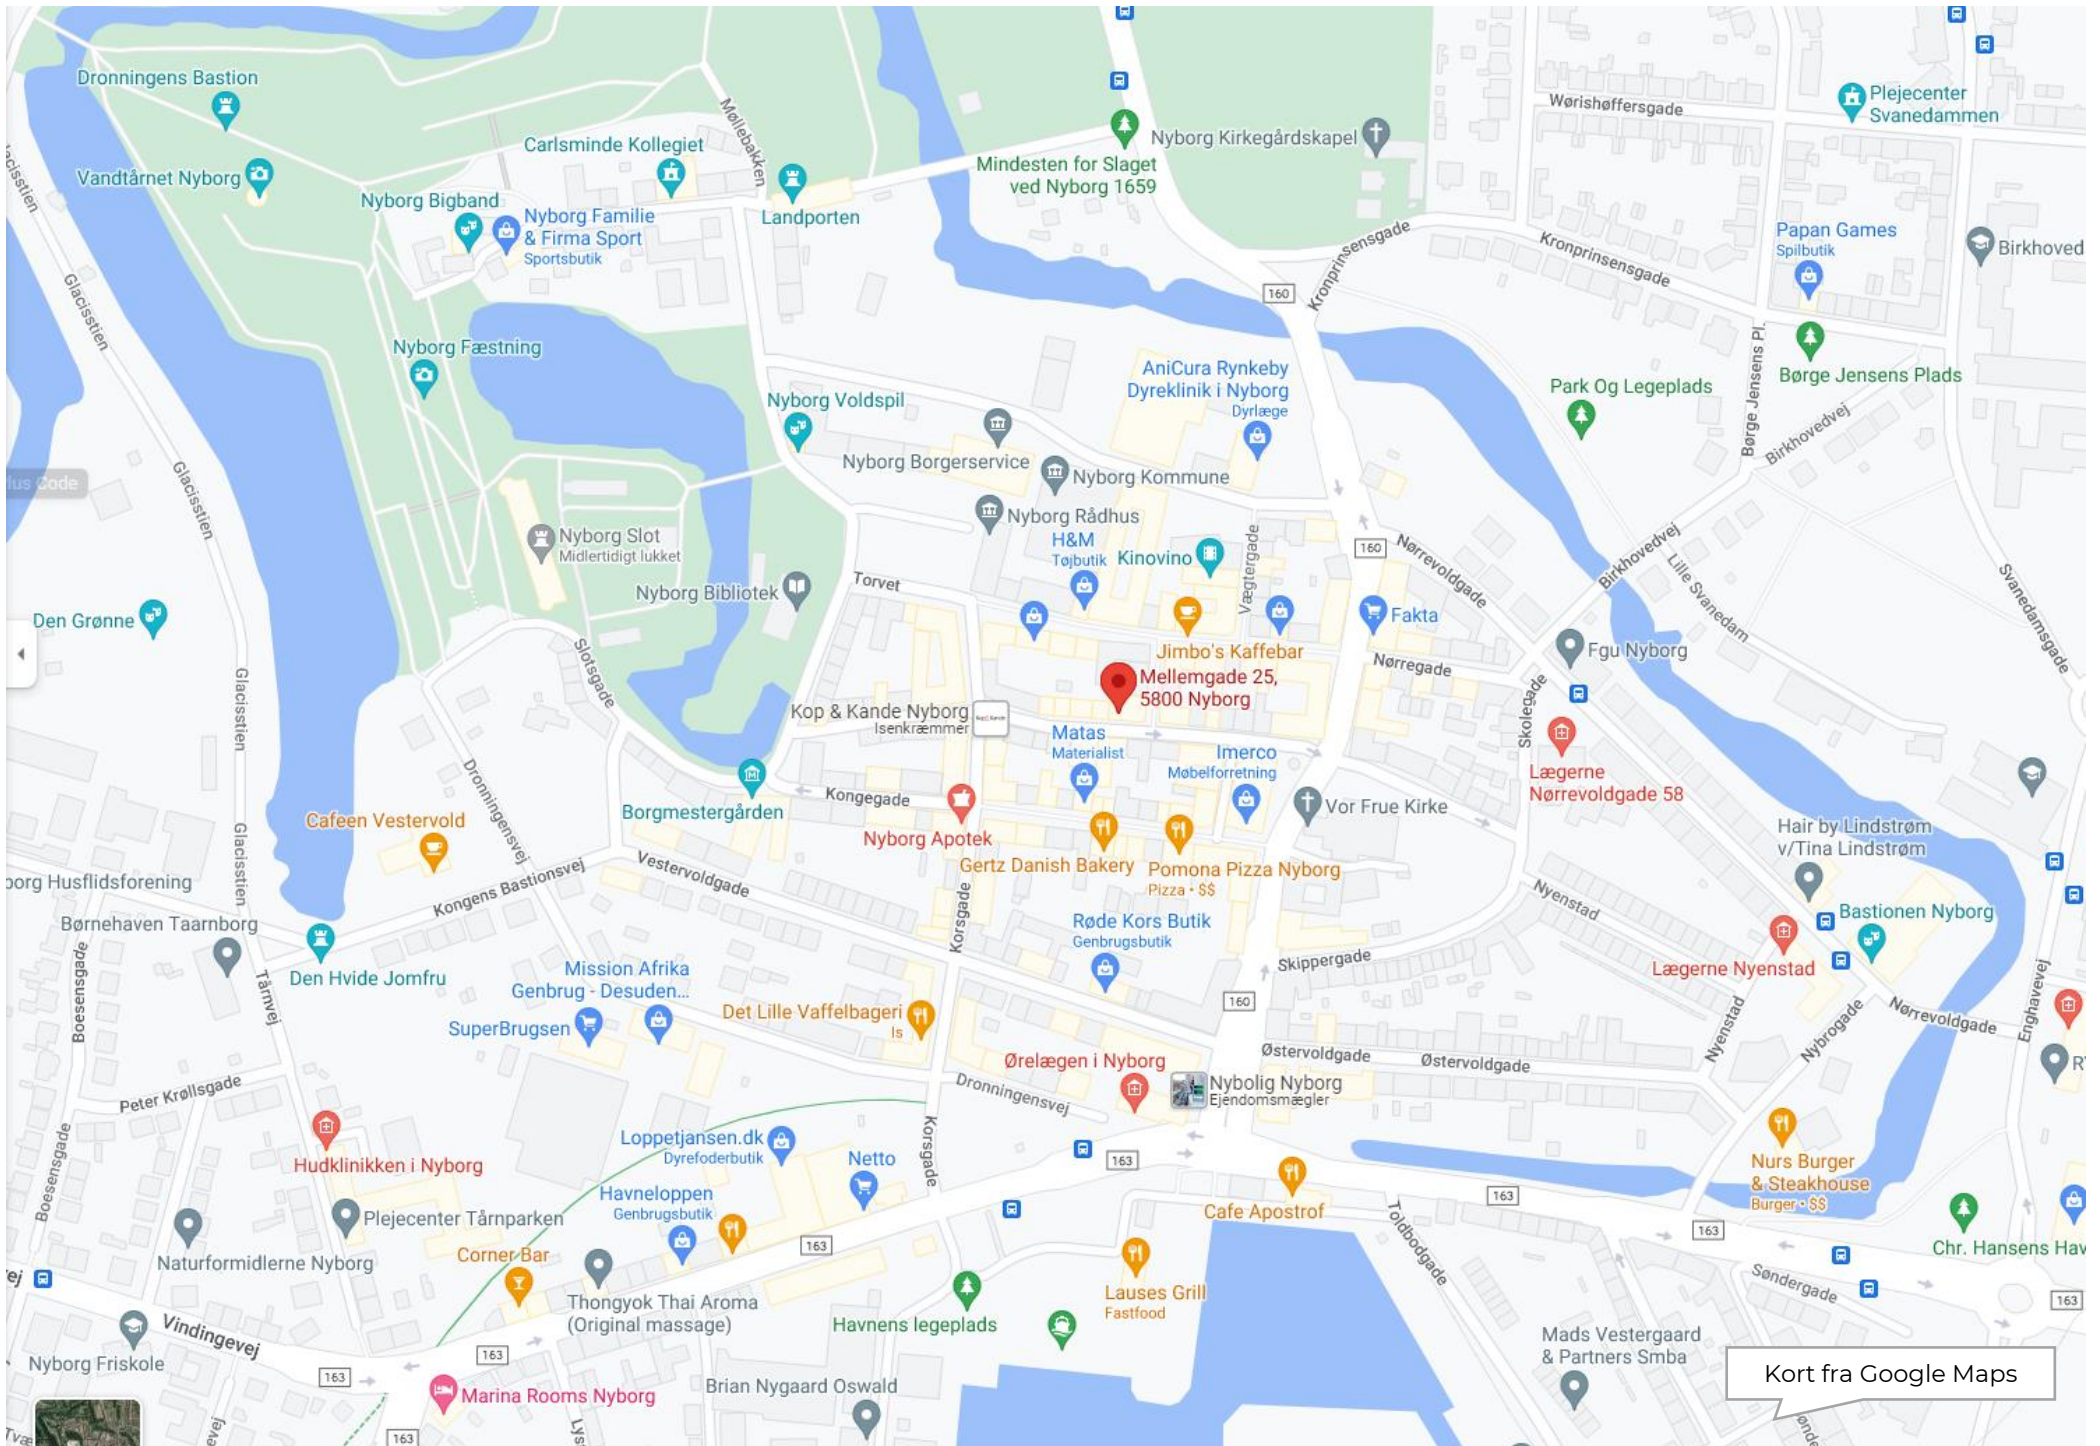 Dronningens Bastion
Vandtårnet Nyborg
Carlsminde Kollegiet
Møllebakken
Nyborg Bigband
Nyborg Familie
& Firma Sport
Sportsbutik
Landporten
Mindesten for Slaget
ved Nyborg 1659
Nyborg Kirkegårdskapel
Wørishøffersgade
Plejecenter
Svanedammen
Kronprinsensgade
Kronprinsensgade
Papan Games
Spilbutik
Birkhoved
160
Glacisstien
Nyborg Fæstning
Nyborg Voldspil
AniCura Rynkeby
Dyreklinik i Nyborg
Dyrlæge
Park Og Legeplads
Børge Jensens Pl.
Børge Jensens Plads
Birkhovedvej
Glacisstien
Plus Code
Nyborg Borgerservice
Nyborg Kommune
Nyborg Rådhus
Nyborg Slot
Midlertidigt lukket
H&M
Tøjbutik
Kinovino
Vægtergade
160
Nørrevoldgade
Birkhovedvej
Lille Svanedam
Svanedamsgade
Nyborg Bibliotek
Torvet
Den Grønne
Fakta
Jimbo's Kaffebar
Nørregade
Fgu Nyborg
Slotsgade
Glacisstien
Mellemgade 25,
5800 Nyborg
Kop & Kande Nyborg
Isenkræmmer
Skolegade
Matas
Materialist
Imerco
Møbelforretning
Lægerne
Nørrevoldgade 58
Dronningensvej
Borgmestergården
Kongegade
Vor Frue Kirke
Cafeen Vestervold
Glacisstien
Nyborg Apotek
Gertz Danish Bakery
Pomona Pizza Nyborg
Pizza • $$
Hair by Lindstrøm
v/Tina Lindstrøm
borg Husflidsforening
Kongens Bastionsvej
Vestervoldgade
Korsgade
Nyenstad
Børnehaven Taarnborg
Røde Kors Butik
Genbrugsbutik
Bastionen Nyborg
Boesensgade
Tårnvej
Den Hvide Jomfru
Mission Afrika
Genbrug - Desuden...
Skippergade
Lægerne Nyenstad
Enghavevej
SuperBrugsen
Det Lille Vaffelbageri
Is
160
Nyenstad
Nybrogade
Nørrevoldgade
Ørelægen i Nyborg
Østervoldgade
Østervoldgade
Peter Krøllsgade
Dronningensvej
Nybolig Nyborg
Ejendomsmægler
Boesensgade
Hudklinikken i Nyborg
Loppetjansen.dk
Dyrefoderbutik
Netto
Korsgade
163
Nurs Burger
& Steakhouse
Burger • $$
Plejecenter Tårnparken
Havneloppen
Genbrugsbutik
Cafe Apostrof
Toldbodgade
163
163
Naturformidlerne Nyborg
Corner Bar
163
Chr. Hansens Hav
Søndergade
Thongyok Thai Aroma
(Original massage)
Havnens legeplads
Lauses Grill
Fastfood
163
Vindingevej
Nyborg Friskole
163
163
Mads Vestergaard
& Partners Smba
Kort fra Google Maps
Marina Rooms Nyborg
Brian Nygaard Oswald
163